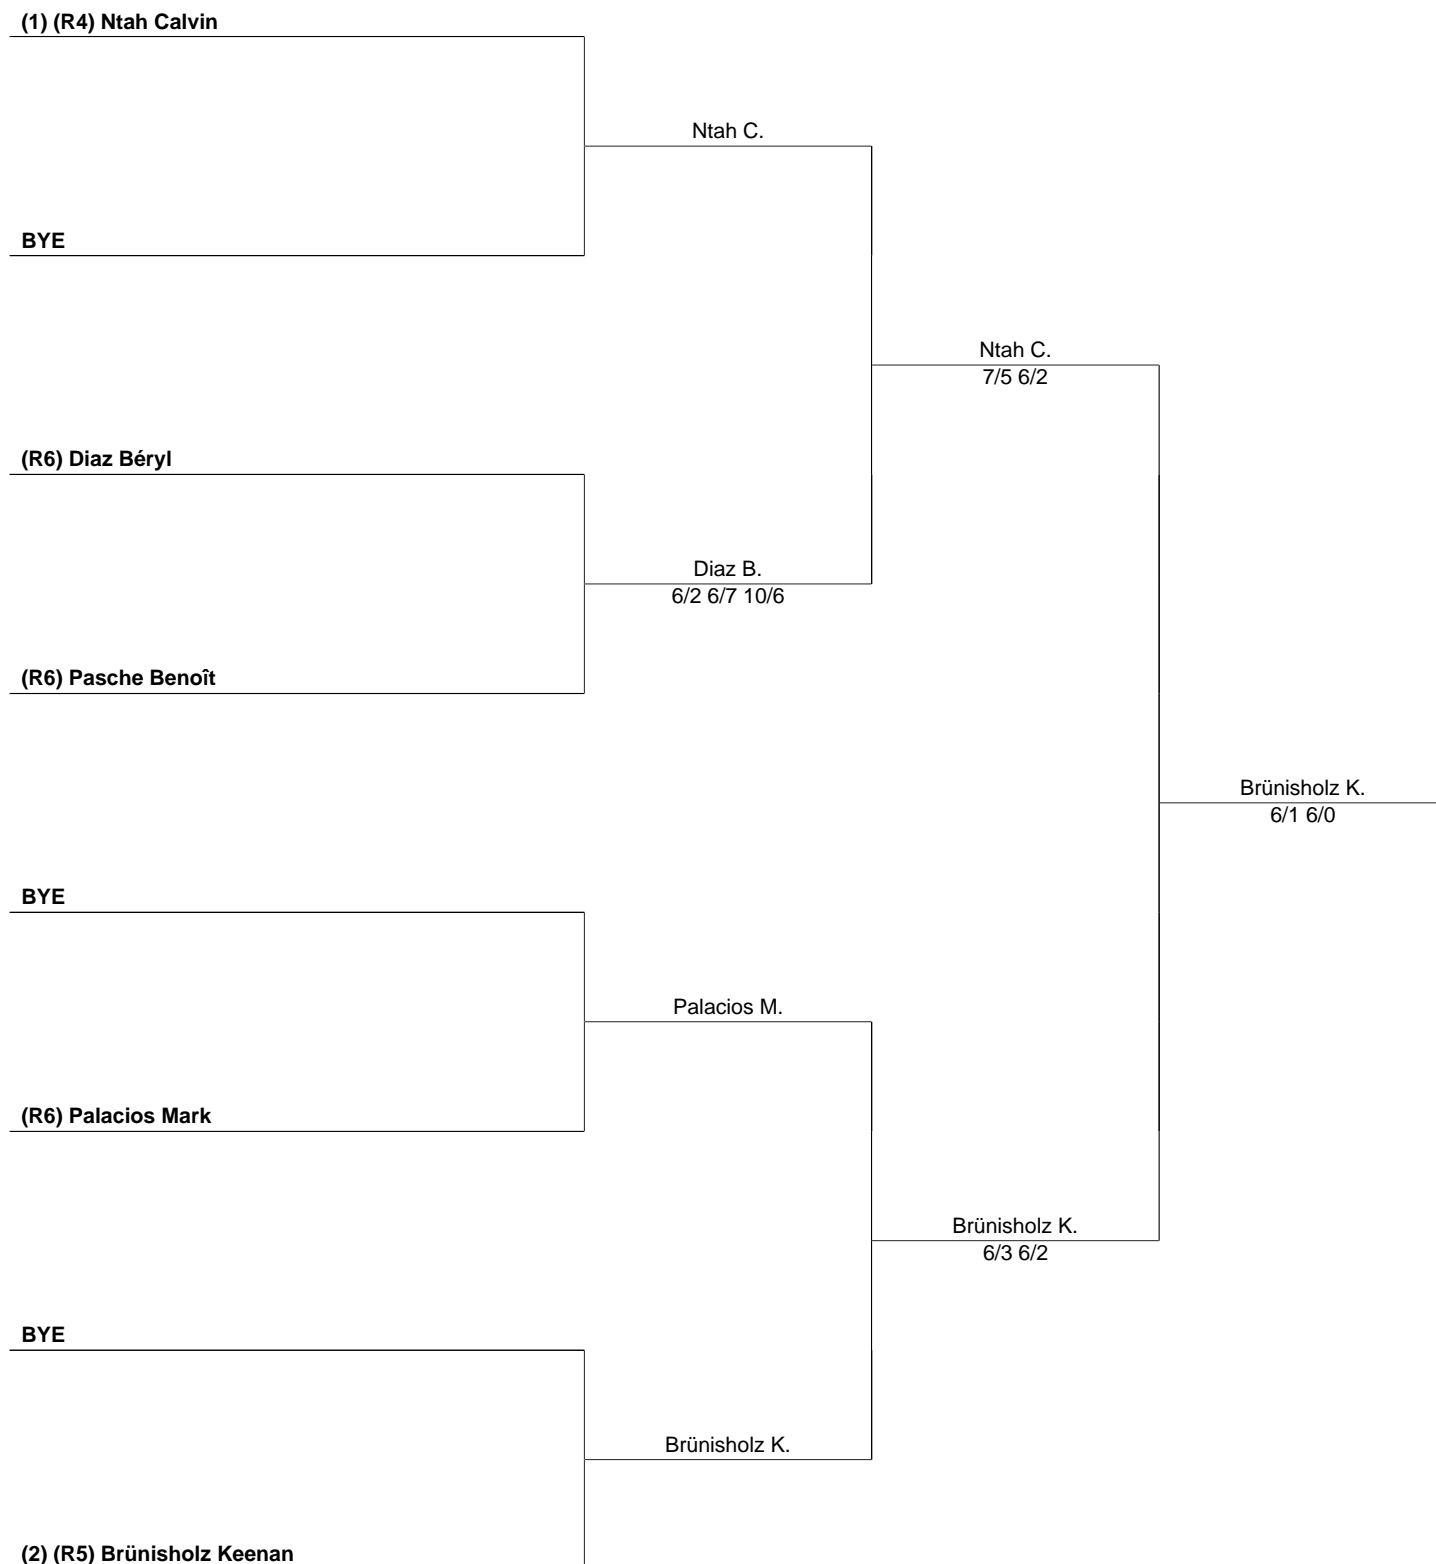 (1) (R4) Ntah Calvin
Ntah C.
BYE
Ntah C.
7/5 6/2
(R6) Diaz Béryl
Diaz B.
6/2 6/7 10/6
(R6) Pasche Benoît
Brünisholz K.
6/1 6/0
BYE
Palacios M.
(R6) Palacios Mark
Brünisholz K.
6/3 6/2
BYE
Brünisholz K.
(2) (R5) Brünisholz Keenan